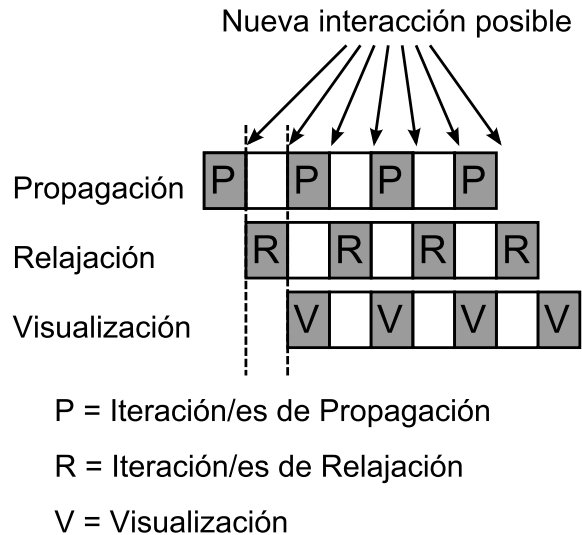 Nueva interacción posible
Propagación P P P P
Relajación R R R R
Visualización V V V V
P = Iteración/es de Propagación
R = Iteración/es de Relajación
V = Visualización